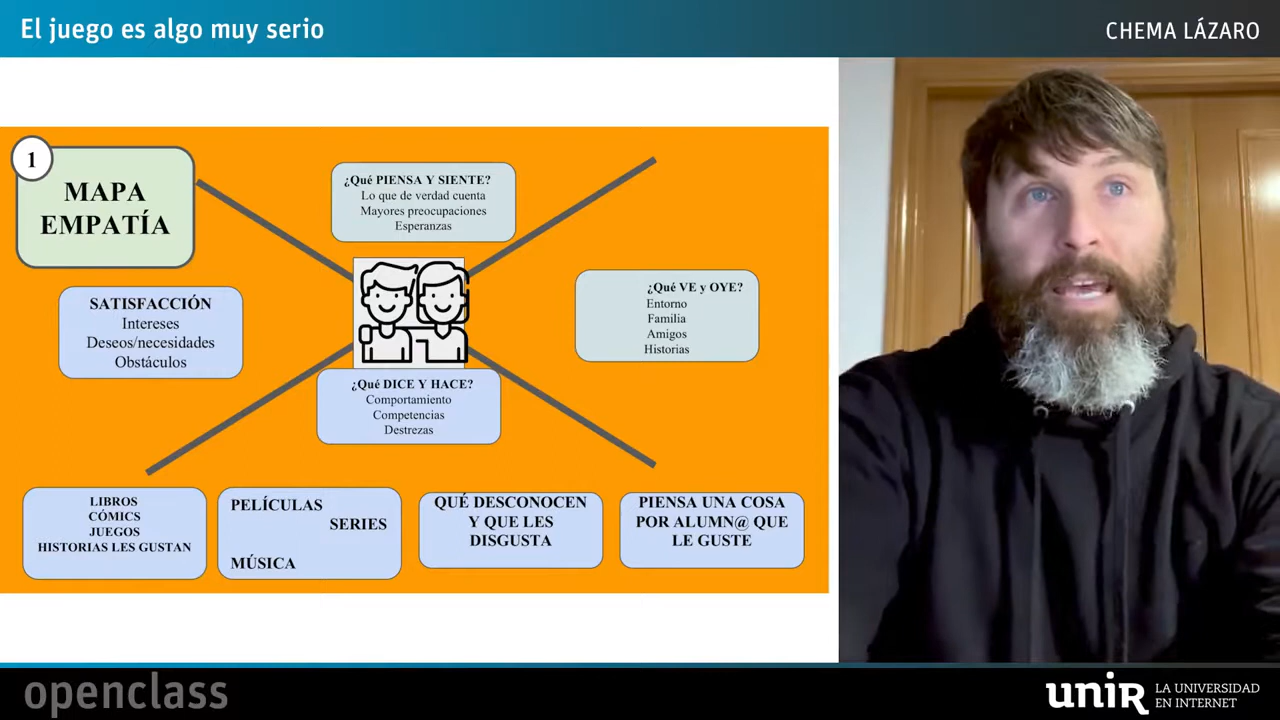 El juego es algo muy serio
CHEMA LÁZARO
1
MAPA
EMPATÍA
¿Qué PIENSA Y SIENTE?
Lo que de verdad cuenta
Mayores preocupaciones
Esperanzas
SATISFACCIÓN
Intereses
Deseos/necesidades
Obstáculos
¿Qué VE y OYE?
Entorno
Familia
Amigos
Historias
¿Qué DICE Y HACE?
Comportamiento
Competencias
Destrezas
LIBROS
CÓMICS
JUEGOS
HISTORIAS LES GUSTAN
PELÍCULAS
SERIES
MÚSICA
QUÉ DESCONOCEN
Y QUE LES
DISGUSTA
PIENSA UNA COSA
POR ALUMN@ QUE
LE GUSTE
openclass
unir
LA UNIVERSIDAD
EN INTERNET